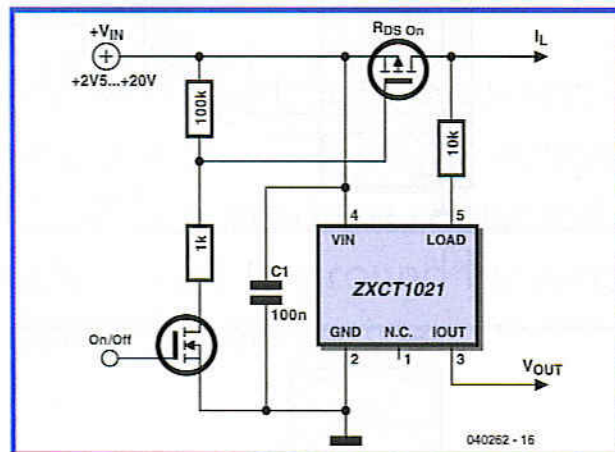 +VIN
+2V5...+20V
RDS On
IL
100k
10k
1k
4
5
VIN
LOAD
C1
100n
ZXCT1021
GND
N.C.
IOUT
2
1
3
On/Off
VOUT
040262 - 16